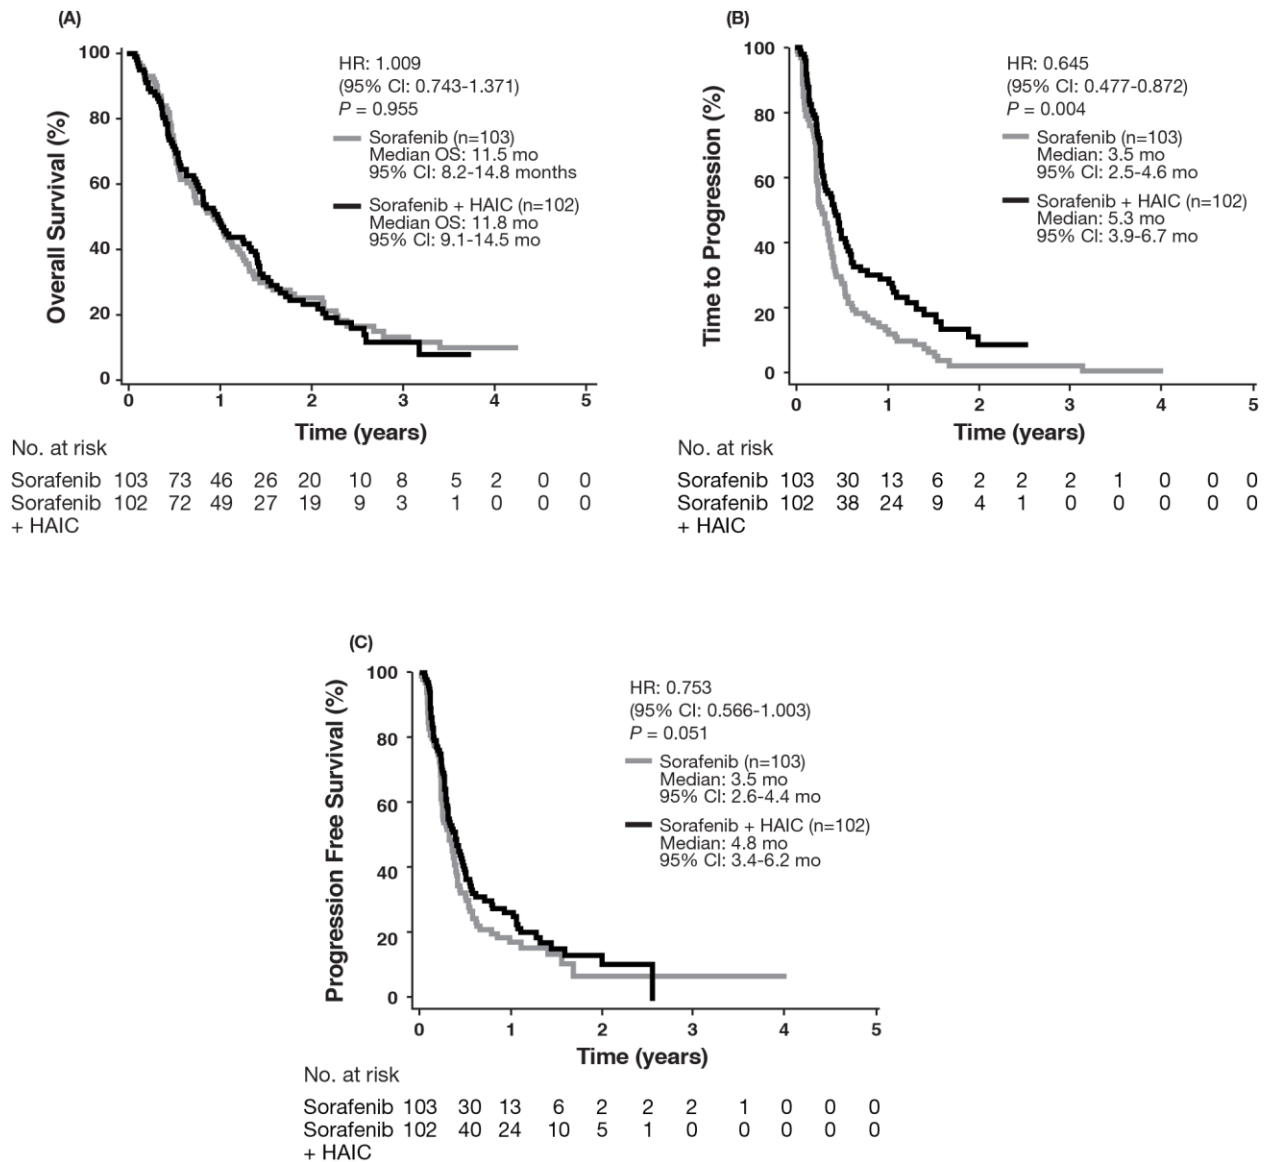 (A)
Overall Survival (%)
100
80
60
40
20
0
HR: 1.009
(95% CI: 0.743-1.371)
P = 0.955
Sorafenib (n=103)
Median OS: 11.5 mo
95% CI: 8.2-14.8 months
Sorafenib + HAIC (n=102)
Median OS: 11.8 mo
95% CI: 9.1-14.5 mo
0 1 2 3 4 5
Time (years)
No. at risk
Sorafenib 103 73 46 26 20 10 8 5 2 0 0
Sorafenib 102 72 49 27 19 9 3 1 0 0 0
+ HAIC
(B)
Time to Progression (%)
100
80
60
40
20
0
HR: 0.645
(95% CI: 0.477-0.872)
P = 0.004
Sorafenib (n=103)
Median: 3.5 mo
95% CI: 2.5-4.6 mo
Sorafenib + HAIC (n=102)
Median: 5.3 mo
95% CI: 3.9-6.7 mo
0 1 2 3 4 5
Time (years)
No. at risk
Sorafenib 103 30 13 6 2 2 2 1 0 0 0
Sorafenib 102 38 24 9 4 1 0 0 0 0 0
+ HAIC
(C)
Progression Free Survival (%)
100
80
60
40
20
0
HR: 0.753
(95% CI: 0.566-1.003)
P = 0.051
Sorafenib (n=103)
Median: 3.5 mo
95% CI: 2.6-4.4 mo
Sorafenib + HAIC (n=102)
Median: 4.8 mo
95% CI: 3.4-6.2 mo
0 1 2 3 4 5
Time (years)
No. at risk
Sorafenib 103 30 13 6 2 2 2 1 0 0 0
Sorafenib 102 40 24 10 5 1 0 0 0 0 0
+ HAIC